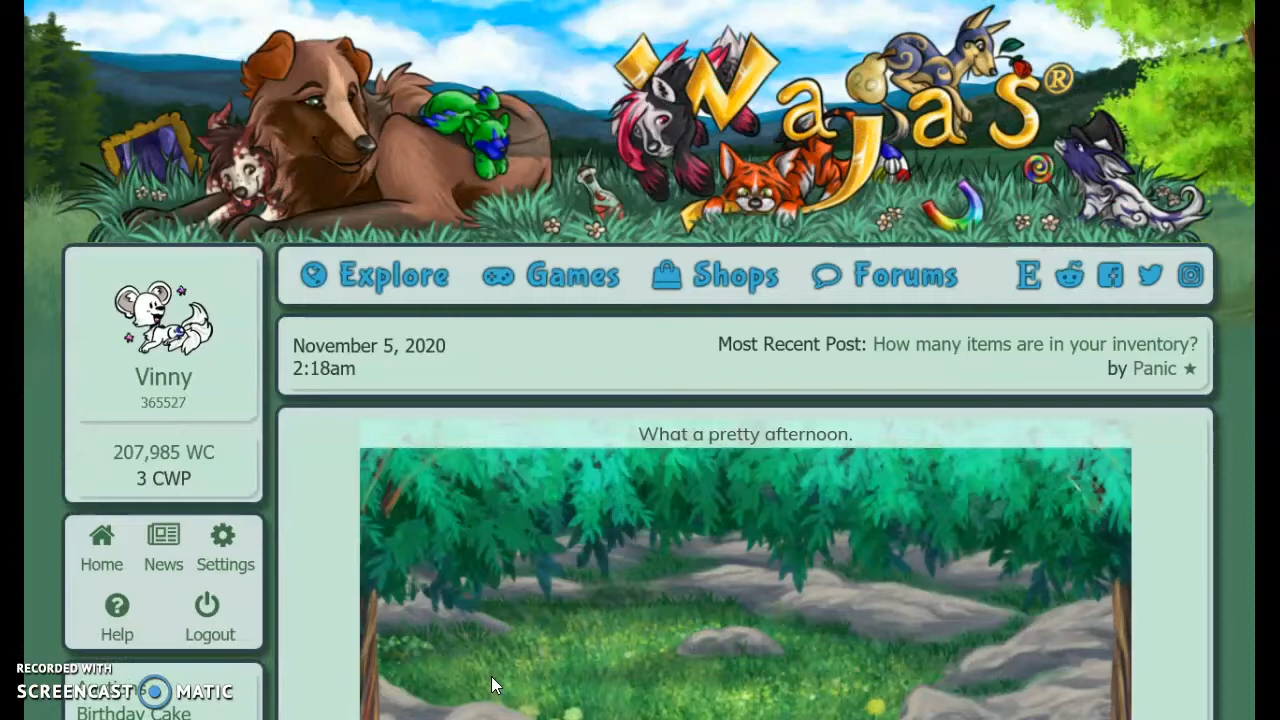 Wajas®
Explore
Games
Shops
Forums
November 5, 2020
2:18am
Most Recent Post: How many items are in your inventory?
by Panic ★
Vinny
365527
207,985 WC
3 CWP
Home
News
Settings
Help
Logout
What a pretty afternoon.
RECORDED WITH
SCREENCAST MATIC
Birthday Cake